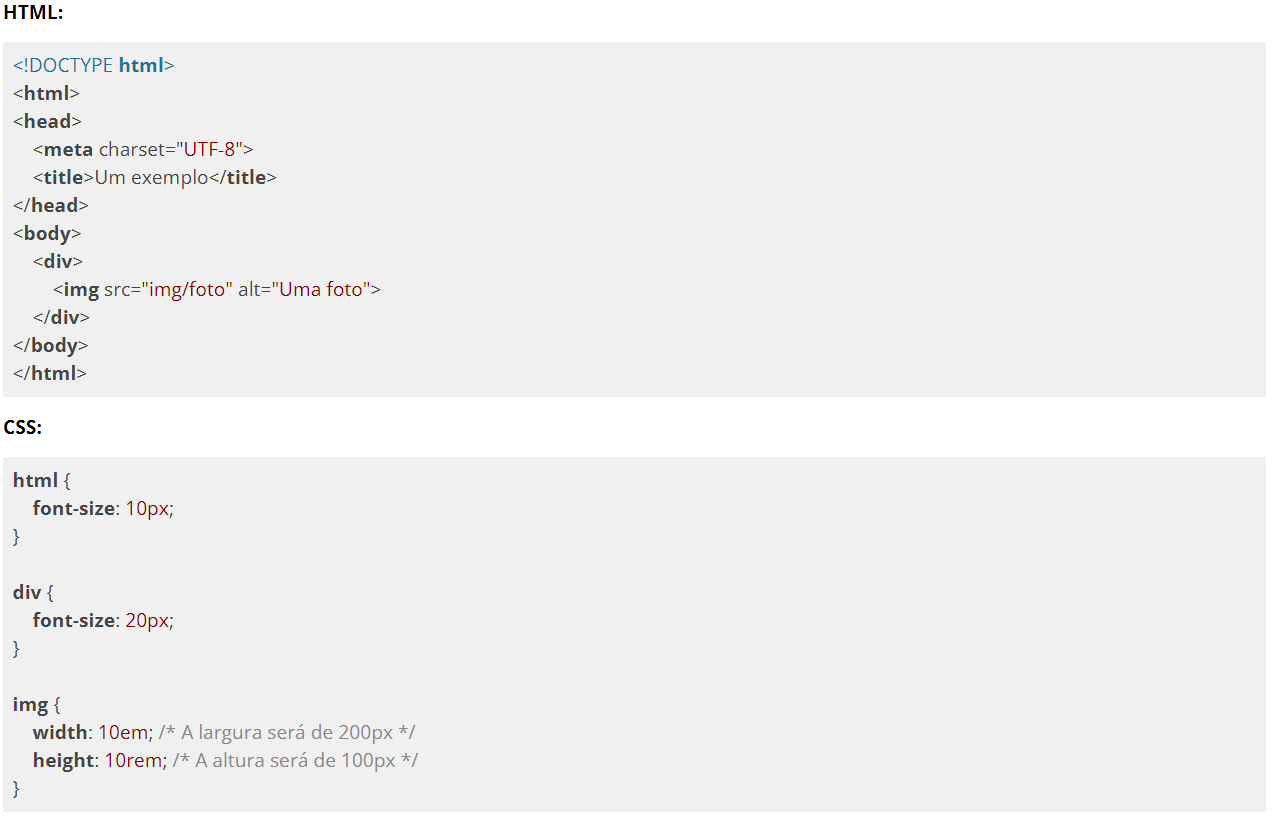 HTML:
<!DOCTYPE html>
<html>
<head>
<meta charset="UTF-8">
<title>Um exemplo</title>
</head>
<body>
<div>
<img src="img/foto" alt="Uma foto">
</div>
</body>
</html>
CSS:
html {
font-size: 10px;
}
div {
font-size: 20px;
}
img {
width: 10em; /* A largura será de 200px */
height: 10rem; /* A altura será de 100px */
}